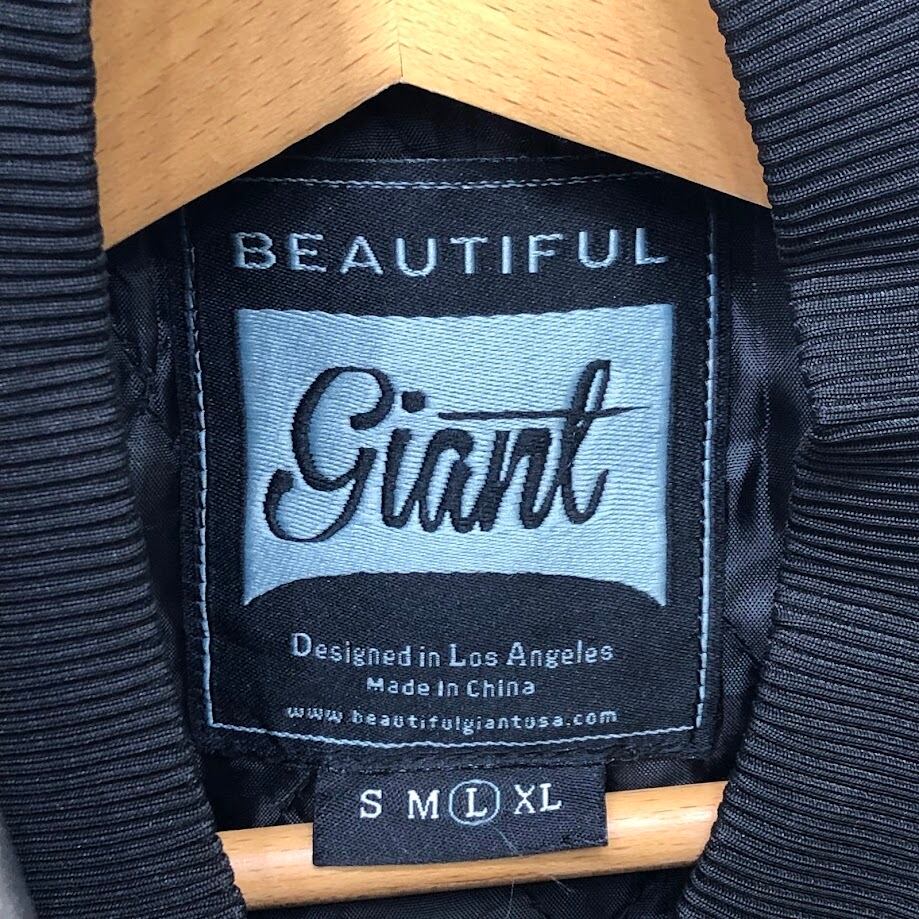 BEAUTIFUL
Giant
Designed in Los Angeles
Made In China
www.beautifulgiantusa.com
S M L XL